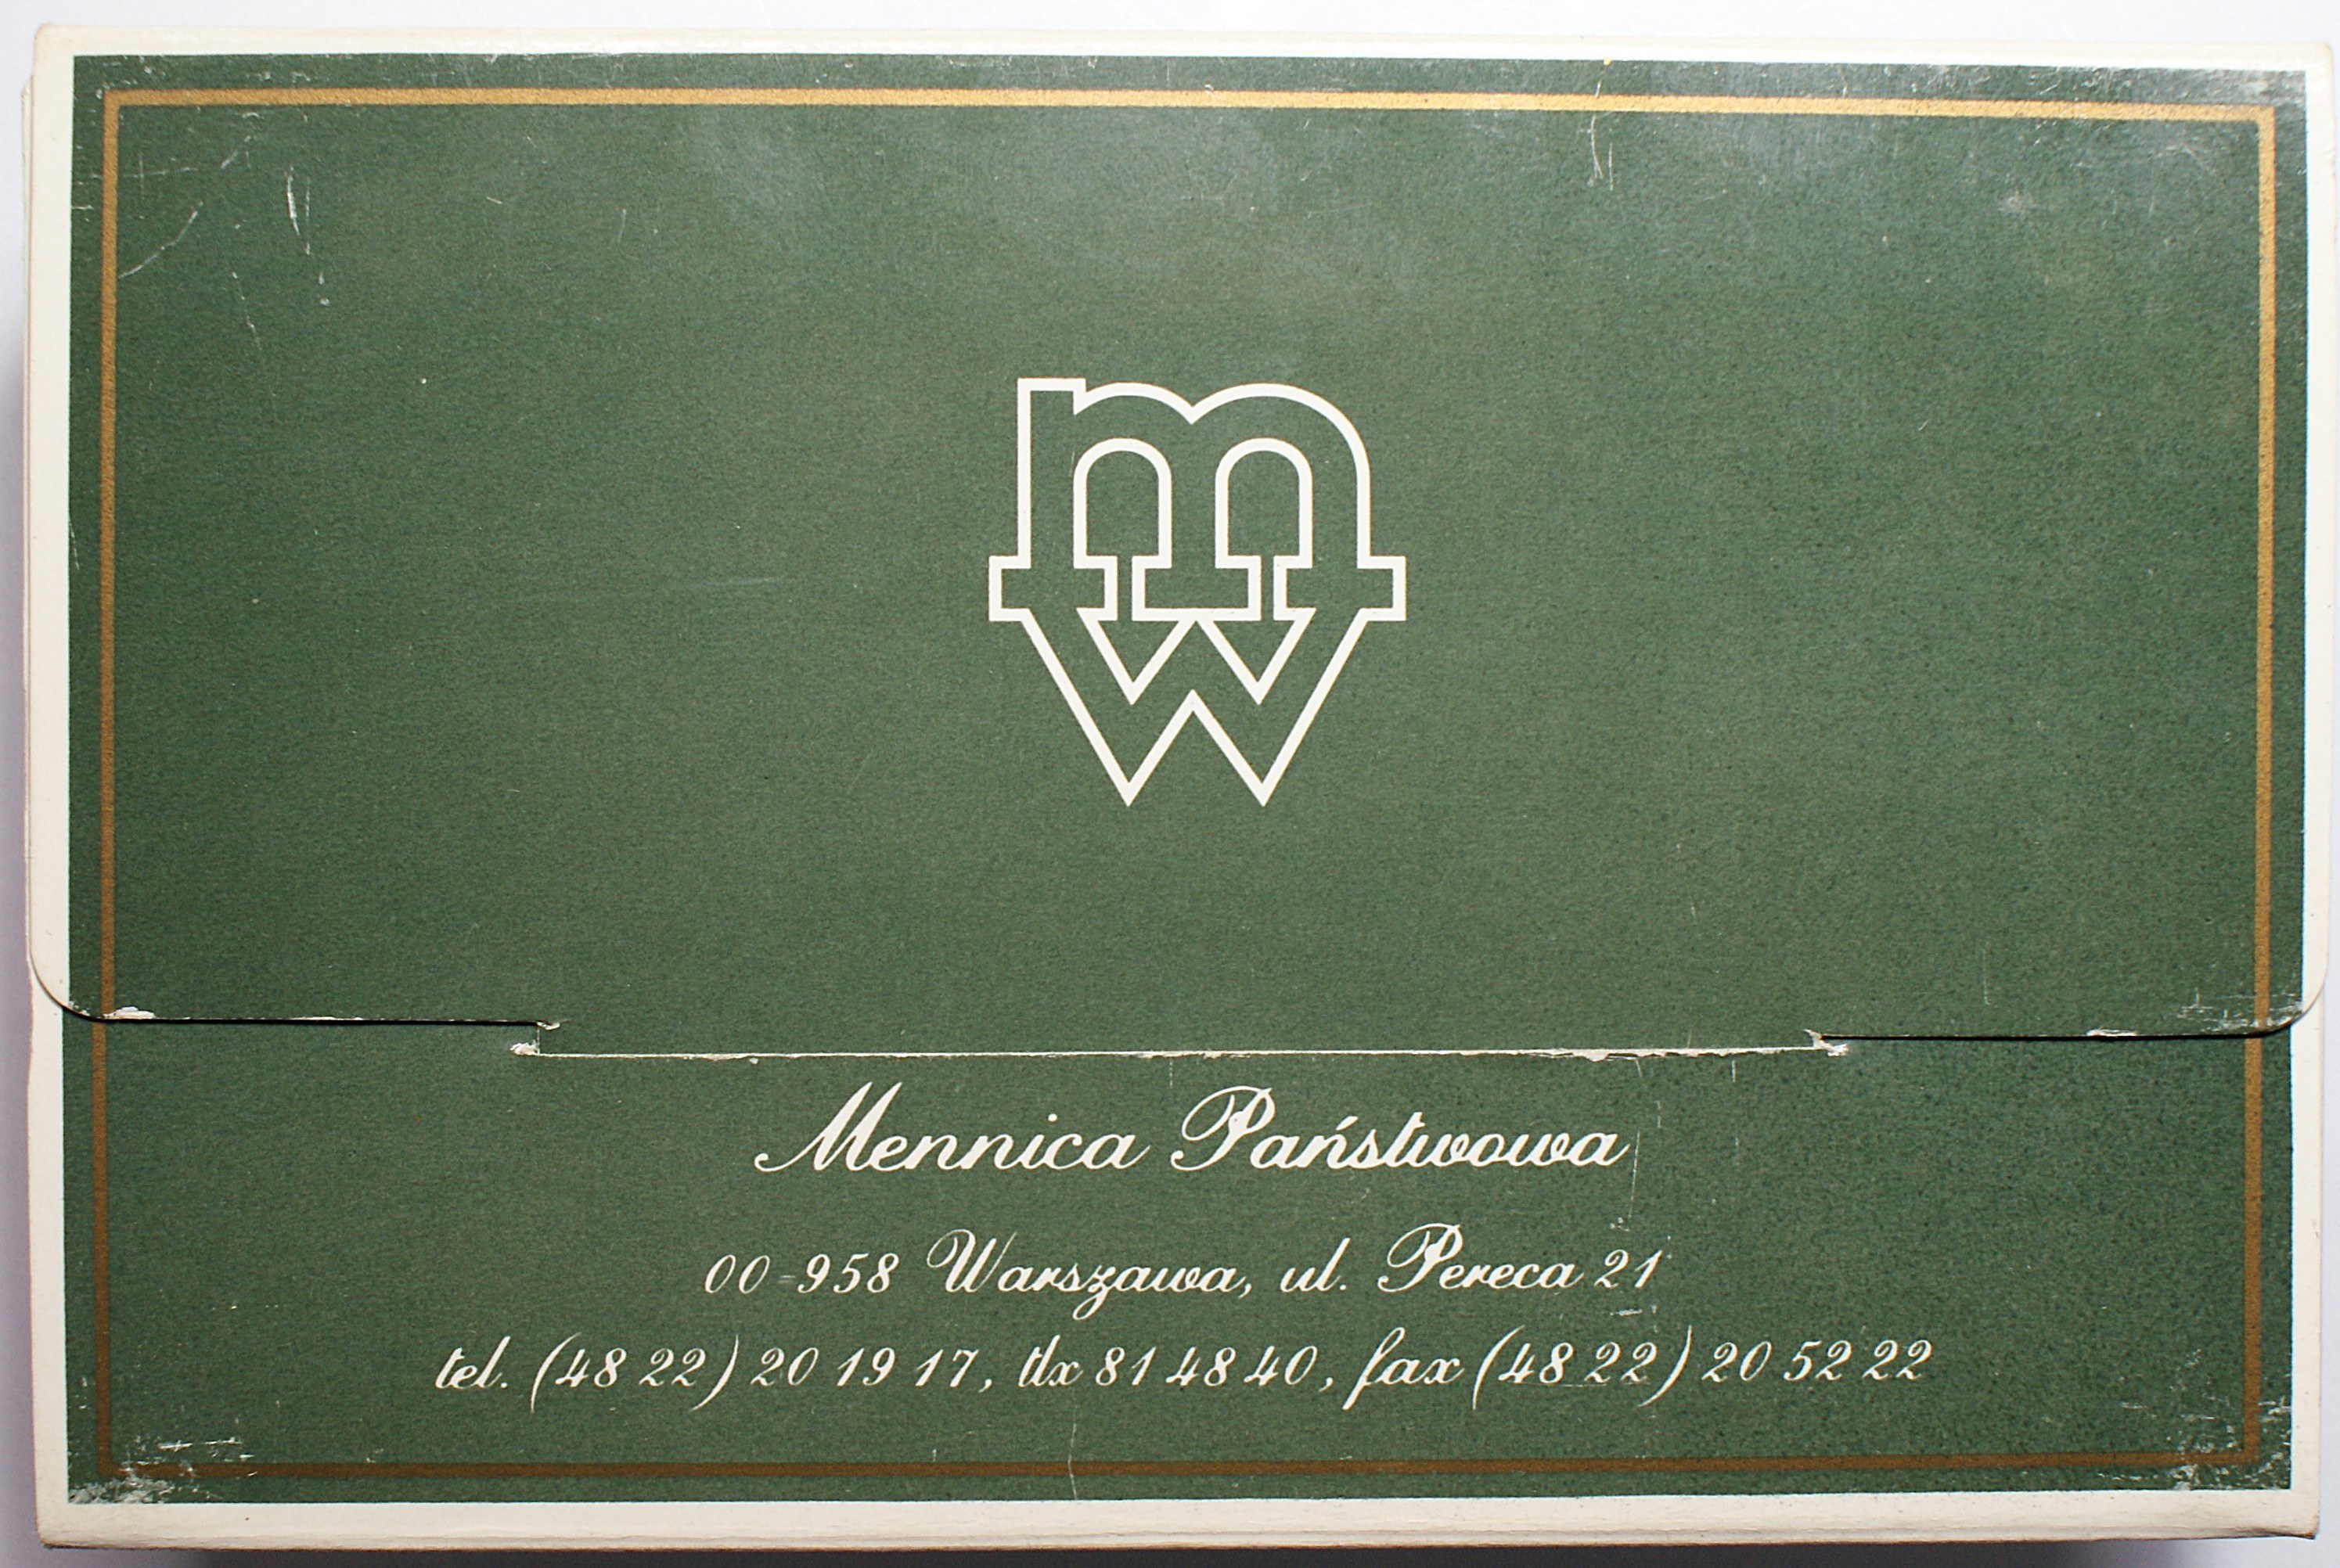 mw
Mennica Państwowa
00-958 Warszawa, ul. Pereca 21
tel. (48 22) 20 19 17, tlx 81 48 40, fax (48 22) 20 52 22